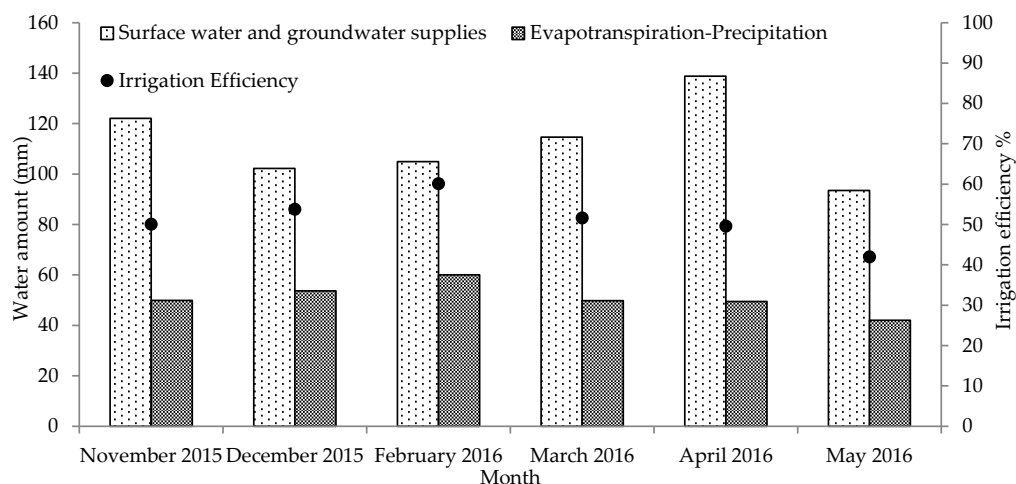 160
140
120
100
80
60
40
20
0
Water amount (mm)
Surface water and groundwater supplies
Evapotranspiration-Precipitation
Irrigation Efficiency
100
90
80
70
60
50
40
30
20
10
0
Irrigation efficiency %
November 2015 December 2015 February 2016 March 2016 April 2016 May 2016
Month